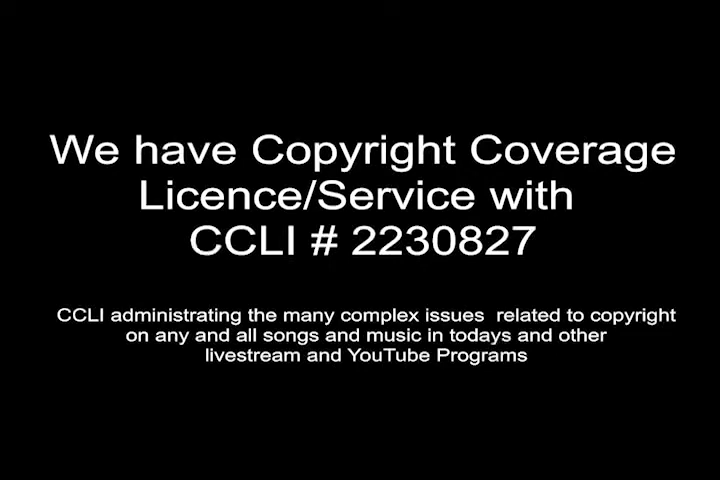 We have Copyright Coverage
Licence/Service with
CCLI # 2230827
CCLI administrating the many complex issues  related to copyright
on any and all songs and music in todays and other
livestream and YouTube Programs